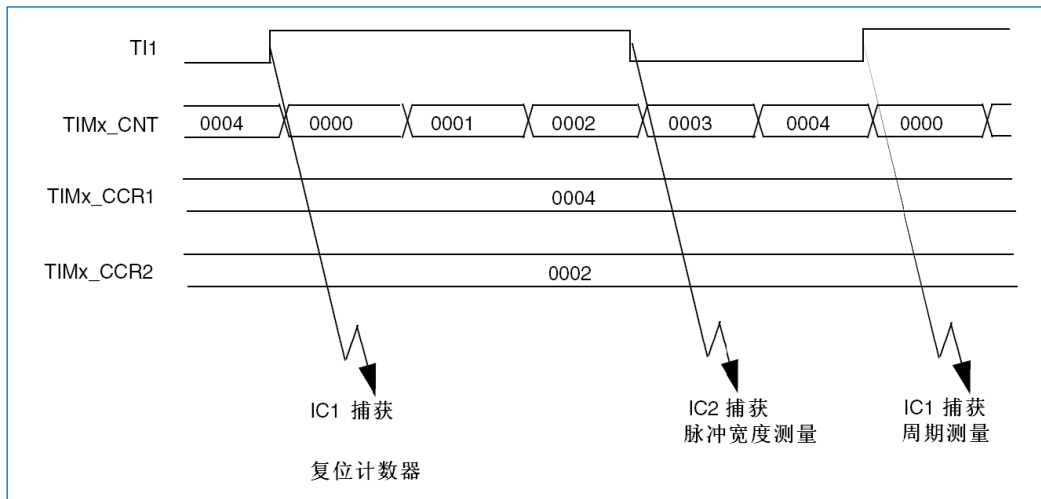 TI1
TIMx_CNT 0004 0000 0001 0002 0003 0004 0000
TIMx_CCR1 0004
TIMx_CCR2 0002
IC1 捕获
复位计数器
IC2 捕获
脉冲宽度测量
IC1 捕获
周期测量